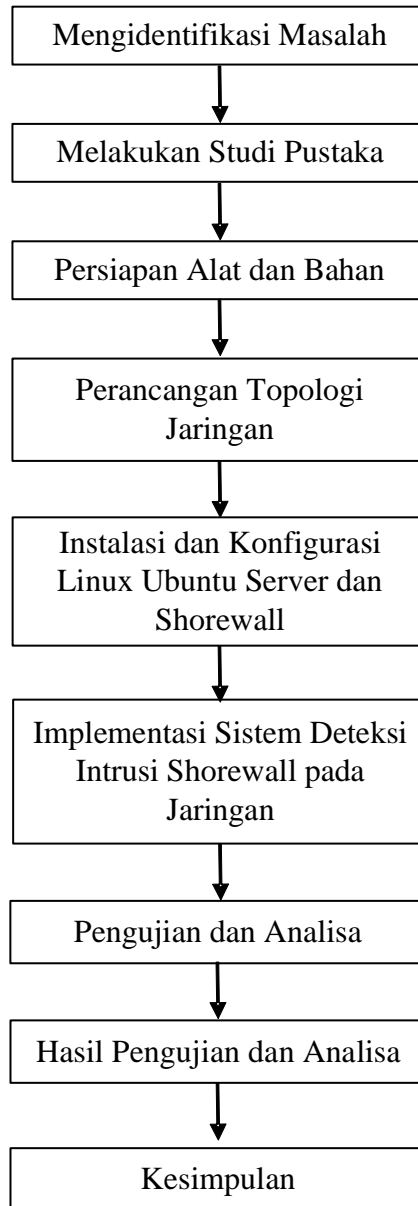 Mengidentifikasi Masalah
Melakukan Studi Pustaka
Persiapan Alat dan Bahan
Perancangan Topologi
Jaringan
Instalasi dan Konfigurasi
Linux Ubuntu Server dan
Shorewall
Implementasi Sistem Deteksi
Intrusi Shorewall pada
Jaringan
Pengujian dan Analisa
Hasil Pengujian dan Analisa
Kesimpulan